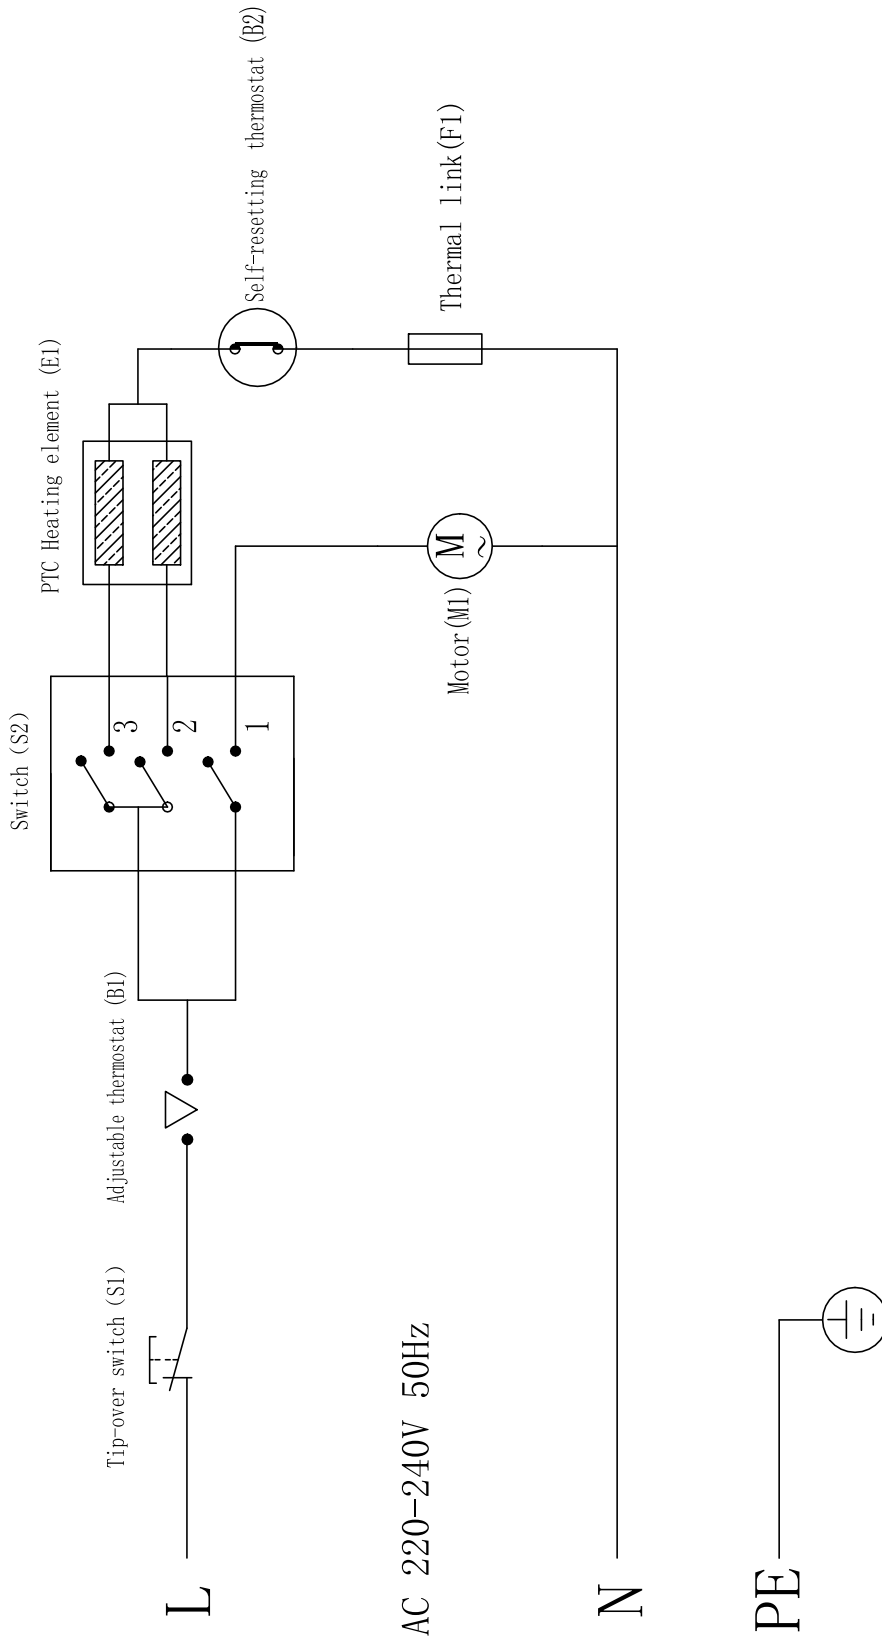 Tip-over switch (S1)
Adjustable thermostat (B1)
Switch (S2)
PTC Heating element (E1)
Self-resetting thermostat (B2)
3
2
1
L
AC 220-240V 50Hz
Motor(M1)
M
~
Thermal link(F1)
N
PE